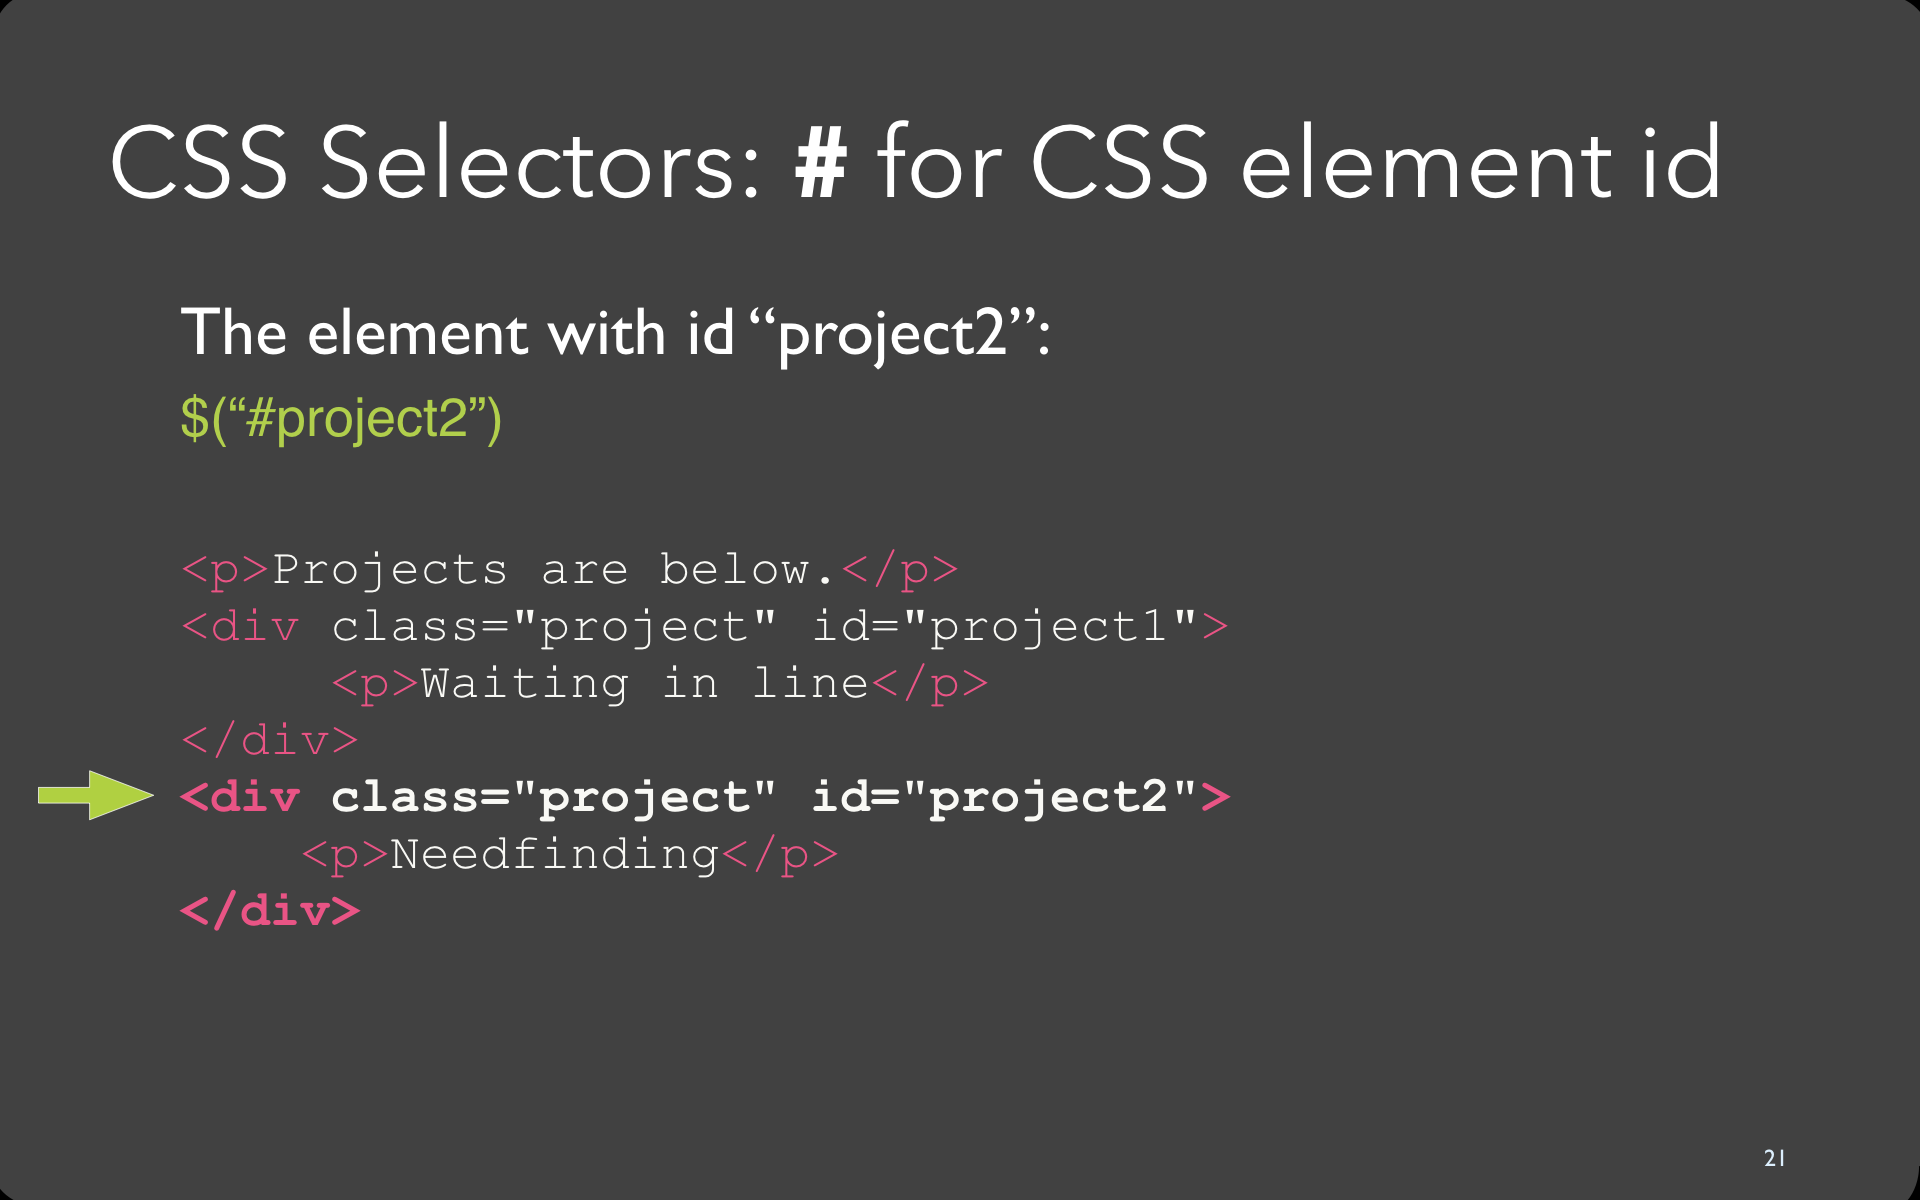 CSS Selectors: # for CSS element id
The element with id “project2”:
$(“#project2”)
<p>Projects are below.</p>
<div class="project" id="project1">
     <p>Waiting in line</p>
</div>
<div class="project" id="project2">
    <p>Needfinding</p>
</div>
21